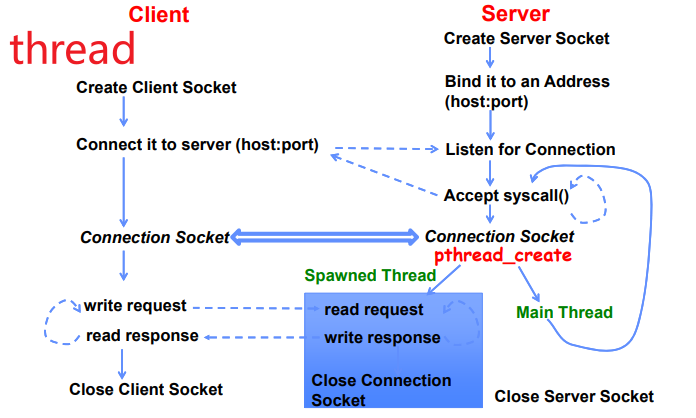 Client
Server
thread
Create Server Socket
Create Client Socket
Bind it to an Address
(host:port)
Connect it to server (host:port)
Listen for Connection
Accept syscall()
Connection Socket
Connection Socket
pthread_create
Spawned Thread
write request
read request
Main Thread
read response
write response
Close Client Socket
Close Connection
Socket
Close Server Socket